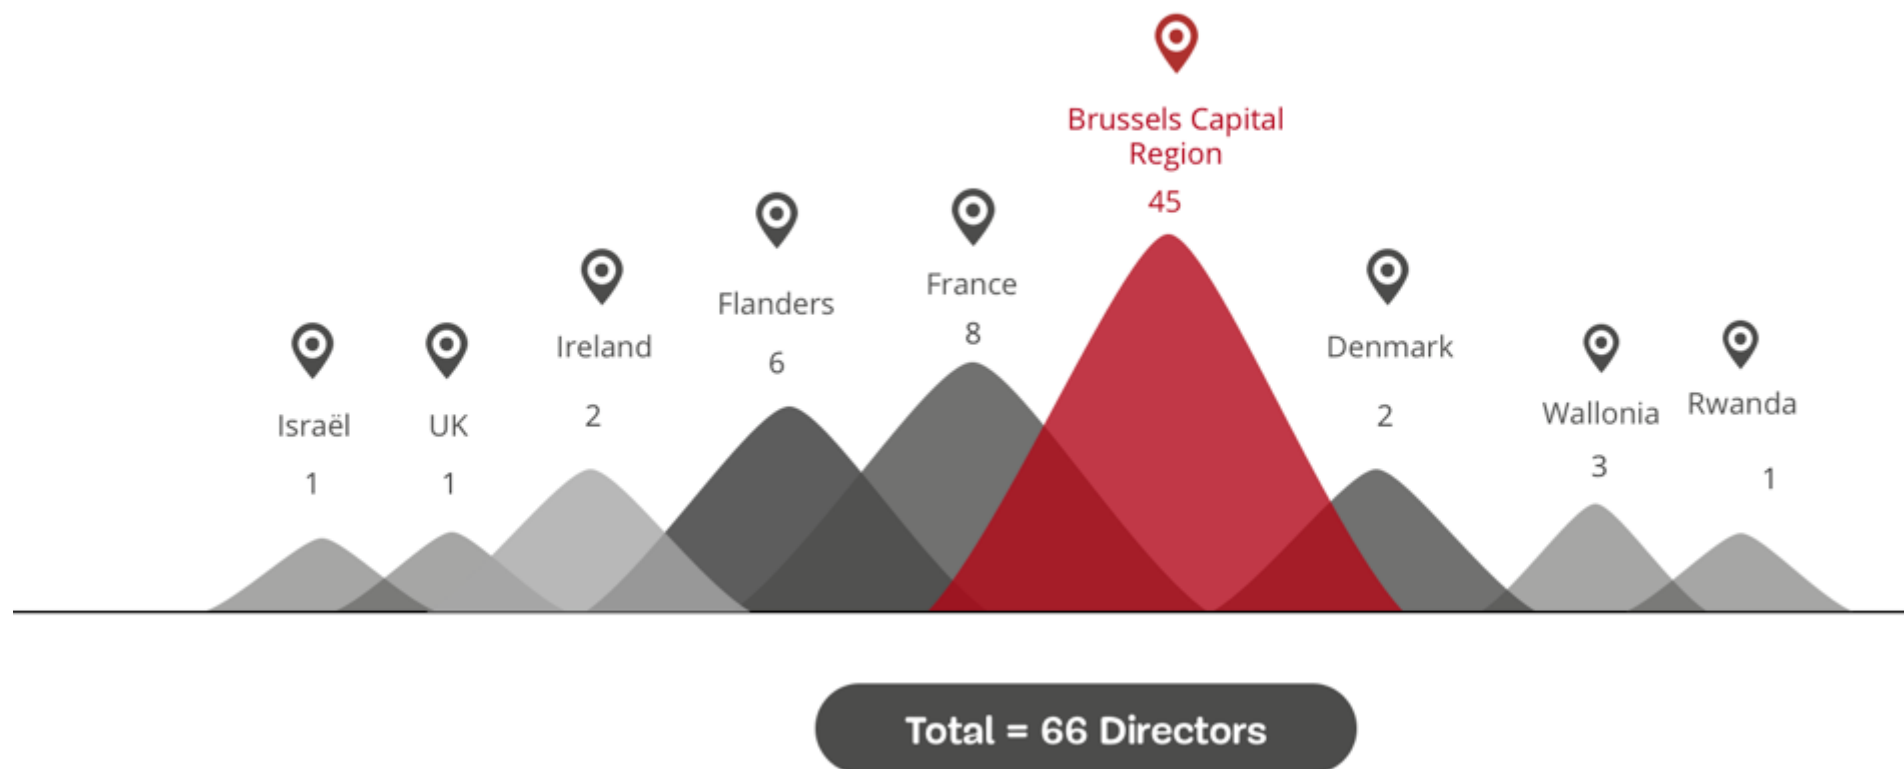 Brussels Capital
Region
45
Israël
1
UK
1
Ireland
2
Flanders
6
France
8
Denmark
2
Wallonia
3
Rwanda
1
Total = 66 Directors